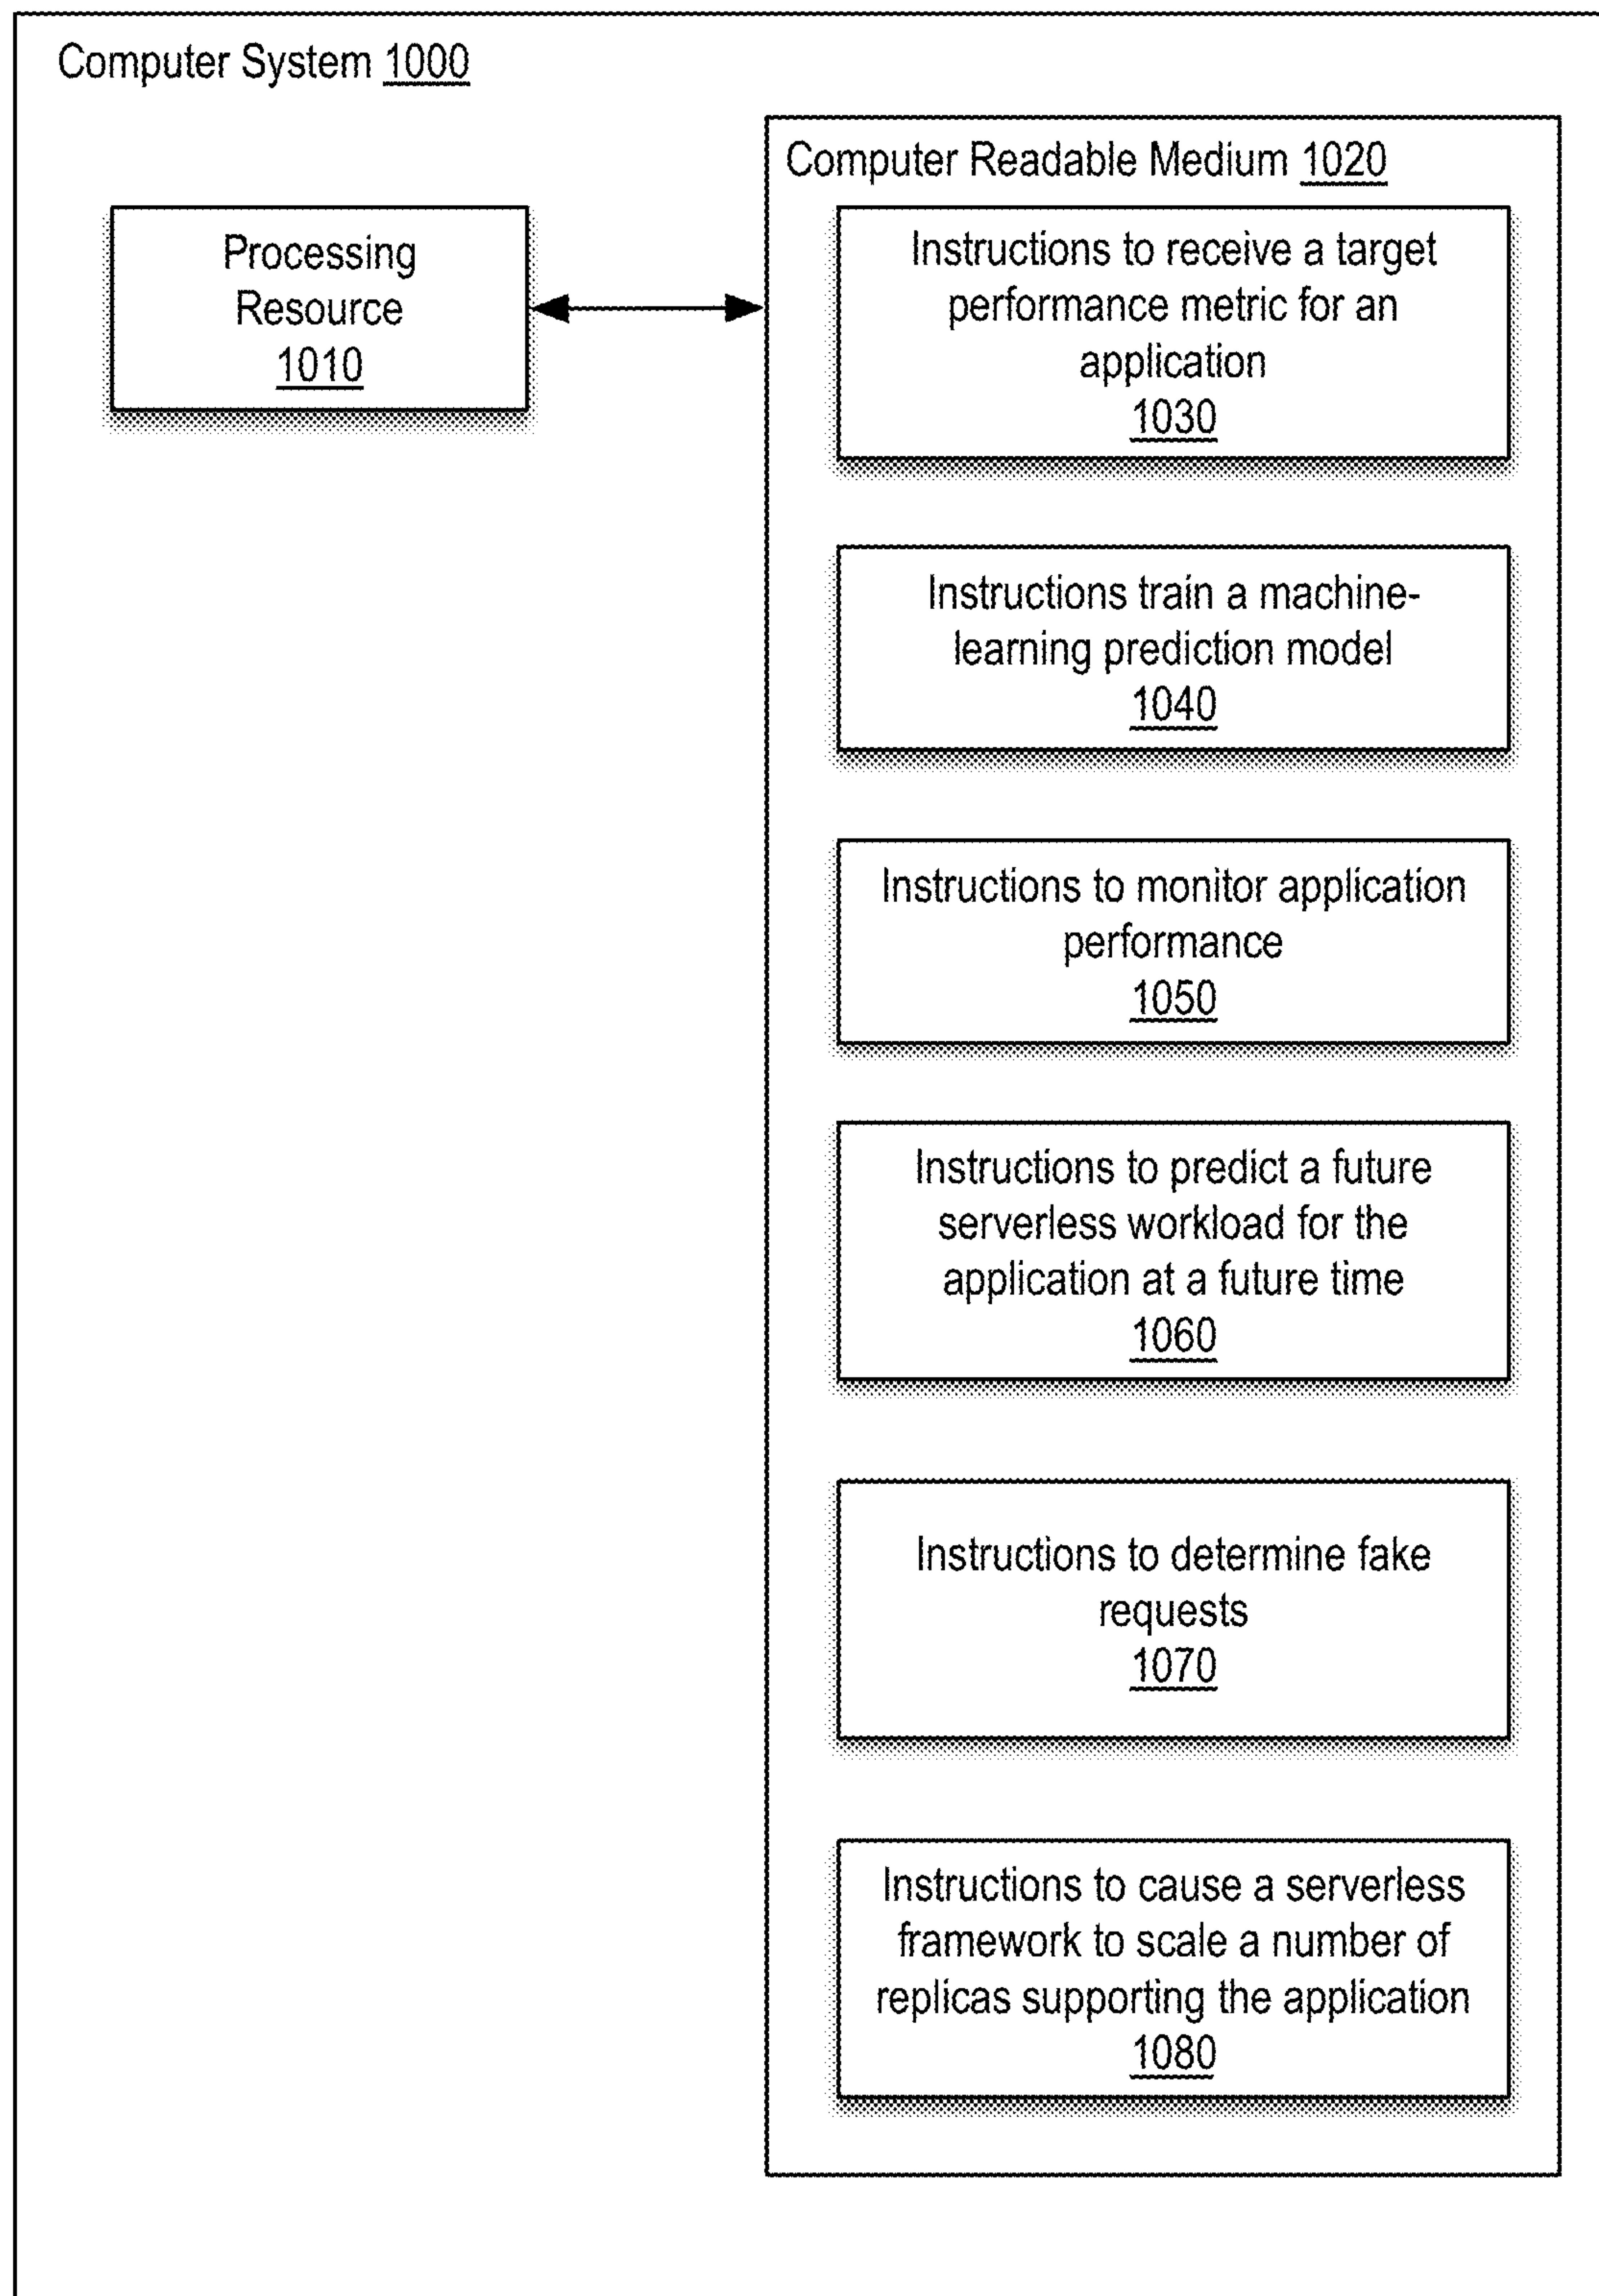 Computer System 1000
Computer Readable Medium 1020
Processing
Resource
1010
Instructions to receive a target
performance metric for an
application
1030
Instructions train a machine-
learning prediction model
1040
Instructions to monitor application
performance
1050
Instructions to predict a future
serverless workload for the
application at a future time
1060
Instructions to determine fake
requests
1070
Instructions to cause a serverless
framework to scale a number of
replicas supporting the application
1080